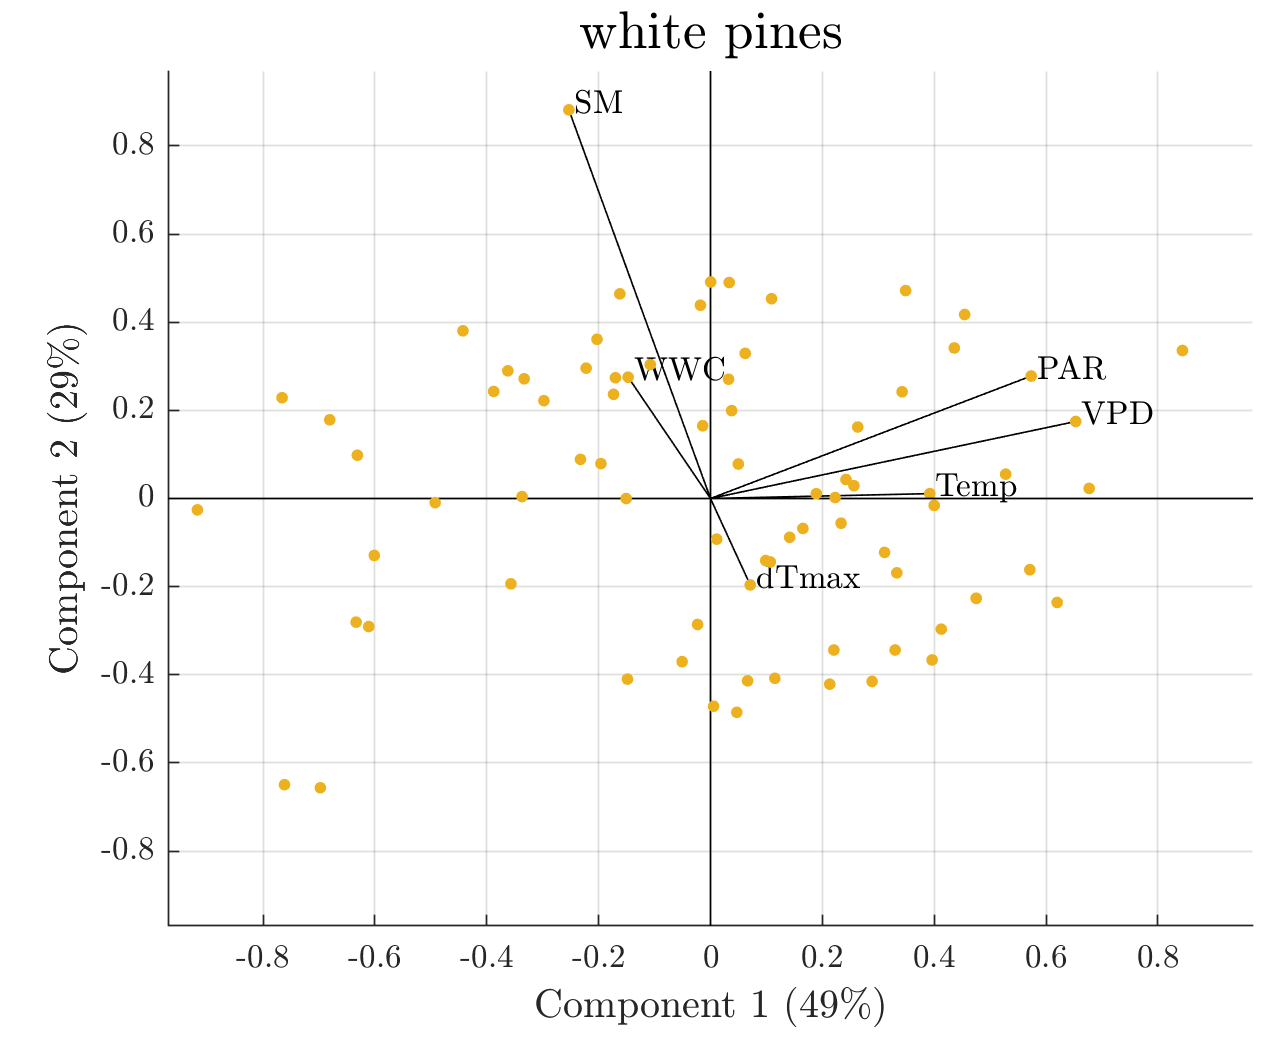 white pines
SM
0.8
0.6
0.4
WWC
PAR
0.2
VPD
Temp
0
dTmax
-0.2
-0.4
-0.6
-0.8
-0.8 -0.6 -0.4 -0.2 0 0.2 0.4 0.6 0.8
Component 1 (49%)
Component 2 (29%)